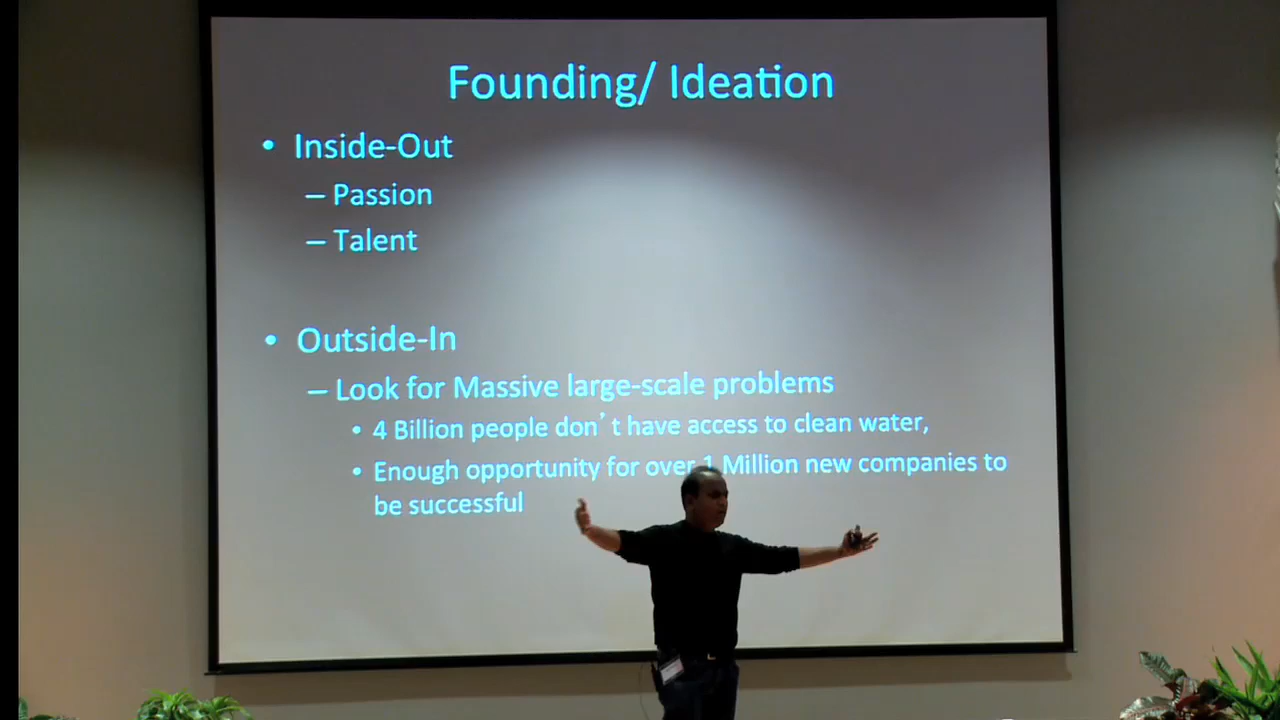 Founding/ Ideation
• Inside-Out
– Passion
– Talent
• Outside-In
– Look for Massive large-scale problems
• 4 Billion people don’t have access to clean water,
• Enough opportunity for over 1 Million new companies to
be successful